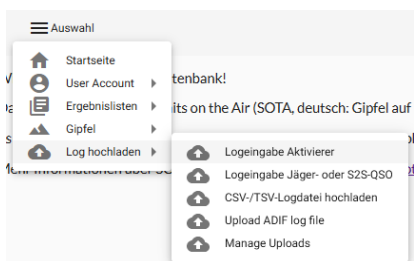 Auswahl
Startseite
User Account
tenbank!
Ergebnislisten
its on the Air (SOTA, deutsch: Gipfel auf
Gipfel
Log hochladen
Logeingabe Aktivierer
Logeingabe Jäger- oder S2S-QSO
CSV-/TSV-Logdatei hochladen
Upload ADIF log file
Manage Uploads